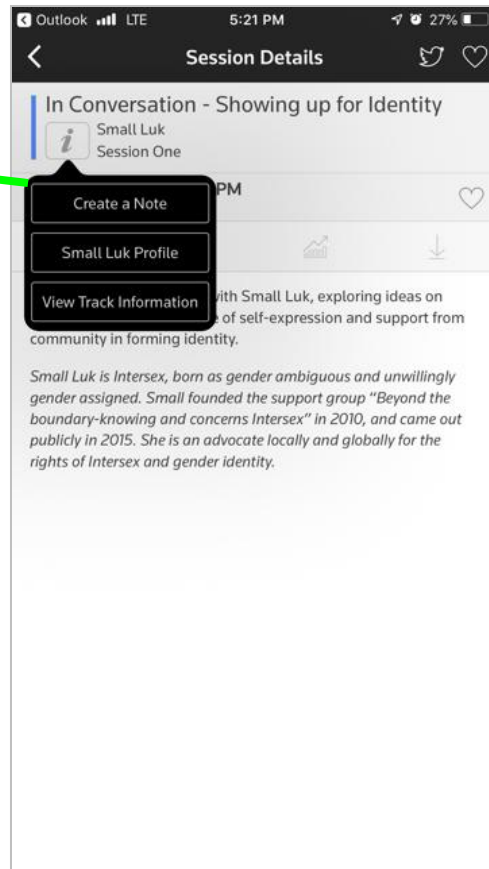 Outlook LTE 5:21 PM 27%
Session Details
In Conversation - Showing up for Identity
i Small Luk
Session One
PM
Create a Note
Small Luk Profile
View Track Information
with Small Luk, exploring ideas on
of self-expression and support from
community in forming identity.
Small Luk is Intersex, born as gender ambiguous and unwillingly
gender assigned. Small founded the support group "Beyond the
boundary-knowing and concerns Intersex" in 2010, and came out
publicly in 2015. She is an advocate locally and globally for the
rights of Intersex and gender identity.